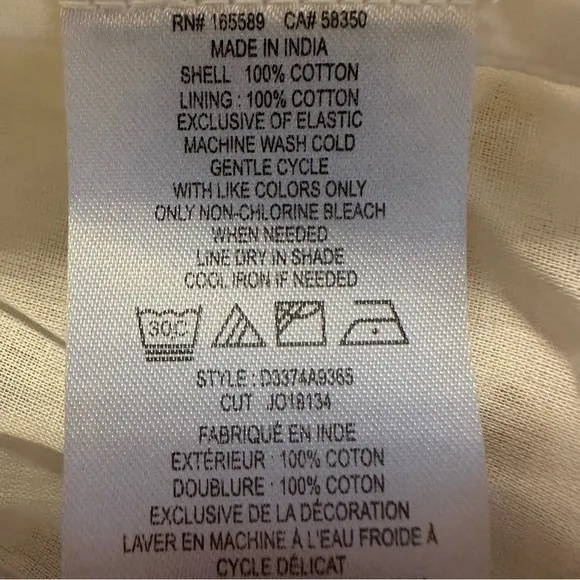 RN# 165589 CA# 58350
MADE IN INDIA
SHELL 100% COTTON
LINING : 100% COTTON
EXCLUSIVE OF ELASTIC
MACHINE WASH COLD
GENTLE CYCLE
WITH LIKE COLORS ONLY
ONLY NON-CHLORINE BLEACH
WHEN NEEDED
LINE DRY IN SHADE
COOL IRON IF NEEDED
30C
STYLE : D3374A9365
CUT JO18134
FABRIQUÉ EN INDE
EXTÉRIEUR : 100% COTON
DOUBLURE : 100% COTON
EXCLUSIVE DE LA DÉCORATION
LAVER EN MACHINE À L'EAU FROIDE À
CYCLE DÉLICAT